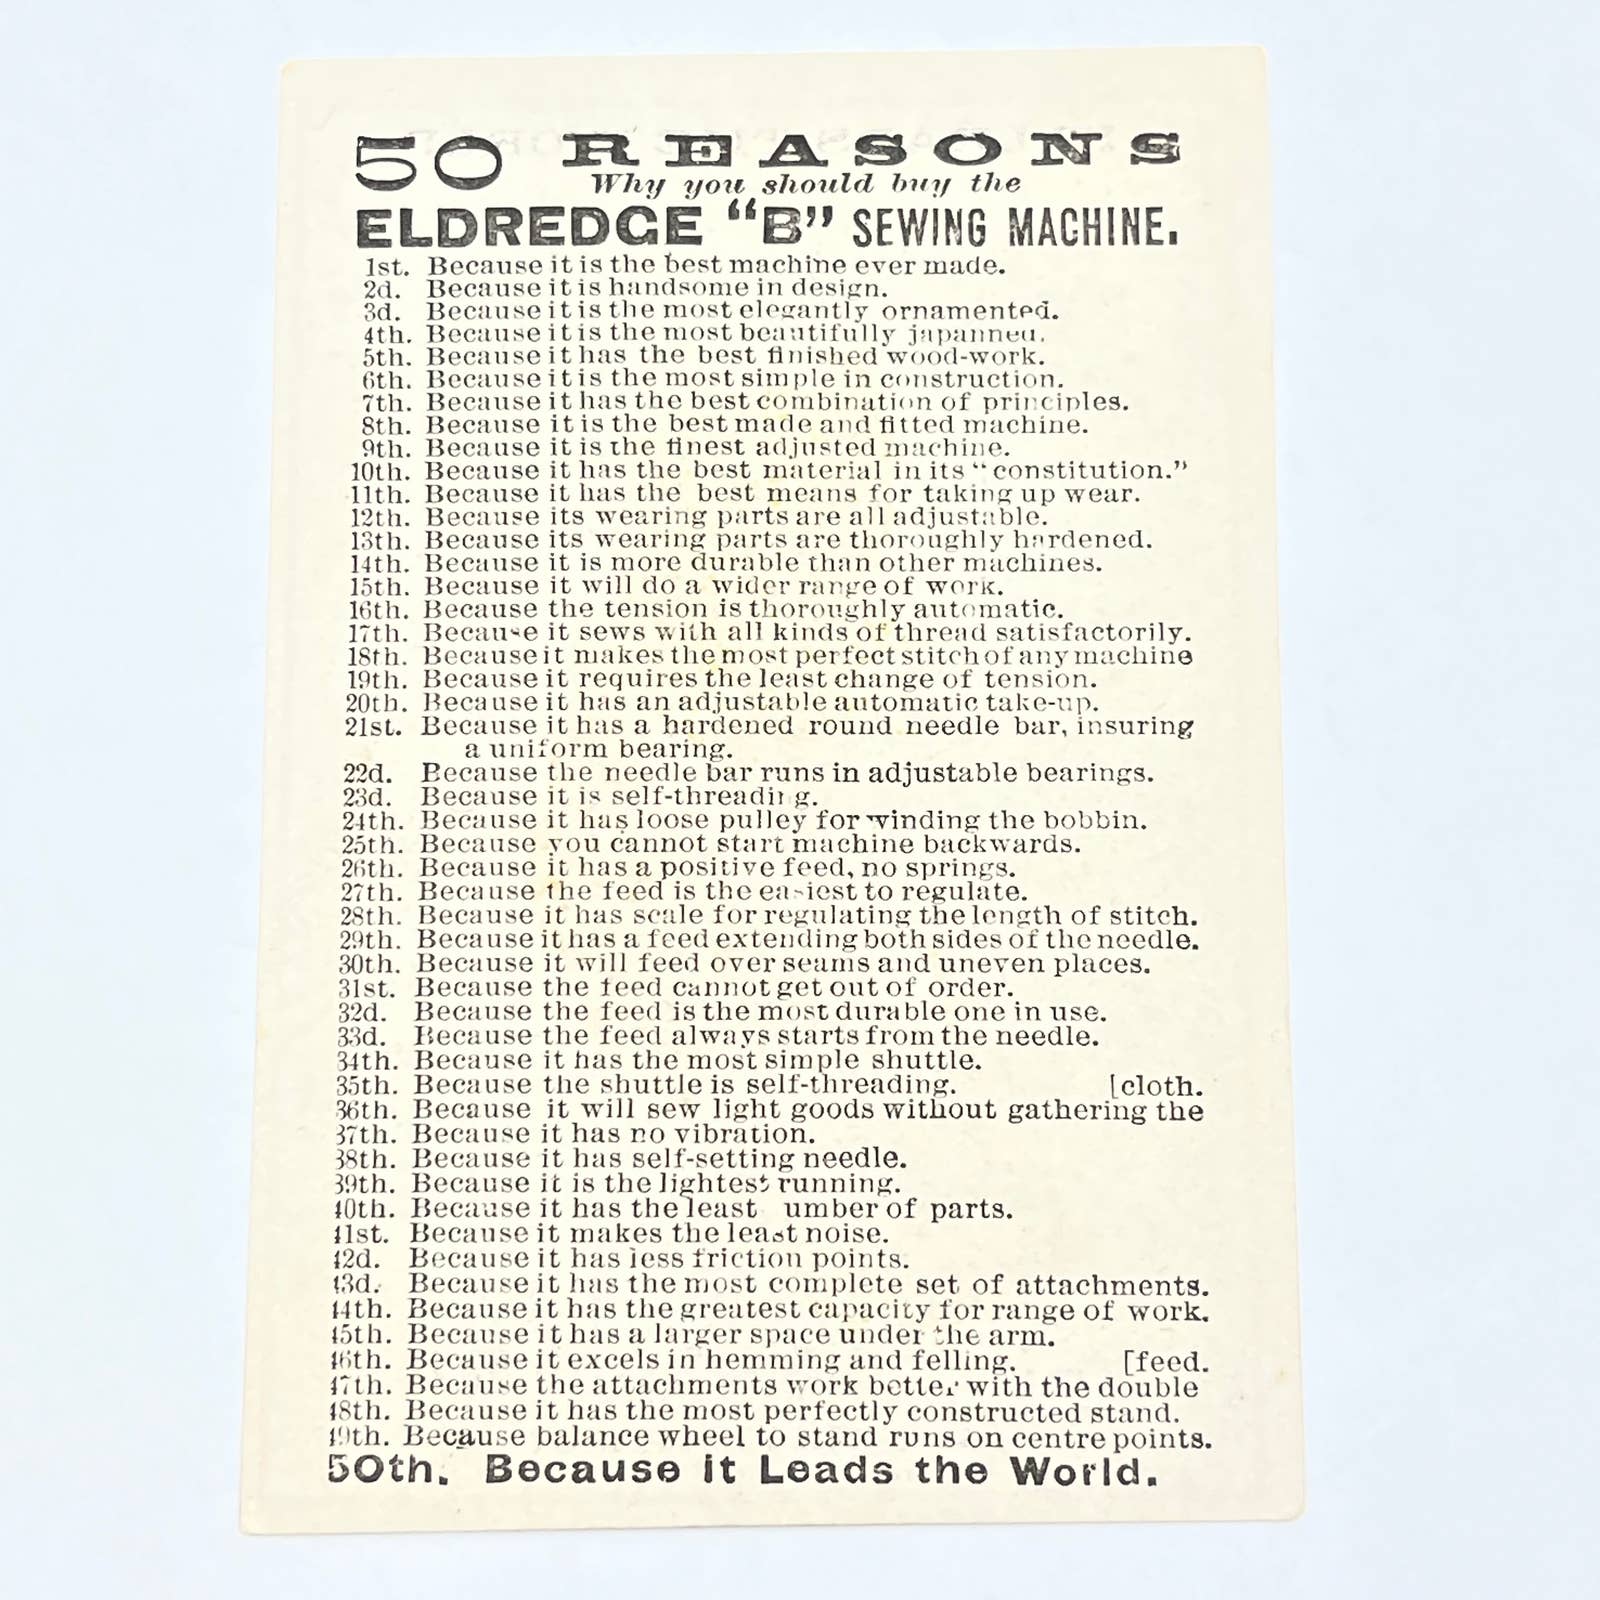 50 REASONS
Why you should buy the
ELDREDGE "B" SEWING MACHINE.
1st. Because it is the best machine ever made.
2d. Because it is handsome in design.
3d. Because it is the most elegantly ornamented.
4th. Because it is the most beautifully japanned.
5th. Because it has the best finished wood-work.
6th. Because it is the most simple in construction.
7th. Because it has the best combination of principles.
8th. Because it is the best made and fitted machine.
9th. Because it is the finest adjusted machine.
10th. Because it has the best material in its "constitution."
11th. Because it has the best means for taking up wear.
12th. Because its wearing parts are all adjustable.
13th. Because its wearing parts are thoroughly hardened.
14th. Because it is more durable than other machines.
15th. Because it will do a wider range of work.
16th. Because the tension is thoroughly automatic.
17th. Because it sews with all kinds of thread satisfactorily.
18th. Because it makes the most perfect stitch of any machine
19th. Because it requires the least change of tension.
20th. Because it has an adjustable automatic take-up.
21st. Because it has a hardened round needle bar, insuring
a uniform bearing.
22d. Because the needle bar runs in adjustable bearings.
23d. Because it is self-threading.
24th. Because it has loose pulley for winding the bobbin.
25th. Because you cannot start machine backwards.
26th. Because it has a positive feed, no springs.
27th. Because the feed is the easiest to regulate.
28th. Because it has scale for regulating the length of stitch.
29th. Because it has a feed extending both sides of the needle.
30th. Because it will feed over seams and uneven places.
31st. Because the feed cannot get out of order.
32d. Because the feed is the most durable one in use.
33d. Because the feed always starts from the needle.
34th. Because it has the most simple shuttle.
35th. Because the shuttle is self-threading. [cloth.
36th. Because it will sew light goods without gathering the
37th. Because it has no vibration.
38th. Because it has self-setting needle.
39th. Because it is the lightest running.
40th. Because it has the least umber of parts.
41st. Because it makes the least noise.
42d. Because it has less friction points.
43d. Because it has the most complete set of attachments.
44th. Because it has the greatest capacity for range of work.
45th. Because it has a larger space under the arm.
46th. Because it excels in hemming and felling. [feed.
47th. Because the attachments work better with the double
48th. Because it has the most perfectly constructed stand.
49th. Because balance wheel to stand runs on centre points.
50th. Because it Leads the World.